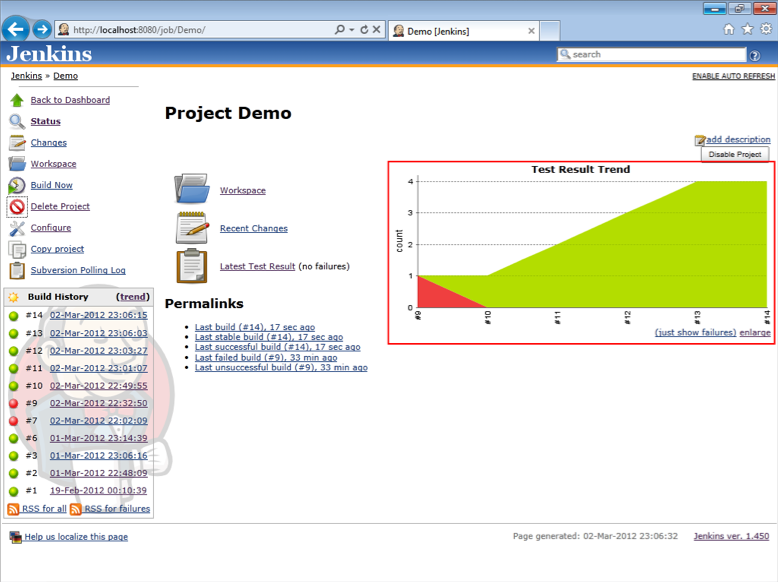 http://localhost:8080/job/Demo/
Demo [Jenkins]
Jenkins
search
Jenkins » Demo
ENABLE AUTO REFRESH
Back to Dashboard
Status
Changes
Workspace
Build Now
Delete Project
Configure
Copy project
Subversion Polling Log
Build History (trend)
#14 02-Mar-2012 23:06:15
#13 02-Mar-2012 23:06:03
#12 02-Mar-2012 23:03:27
#11 02-Mar-2012 23:01:07
#10 02-Mar-2012 22:49:55
#9 02-Mar-2012 22:32:50
#7 02-Mar-2012 22:02:09
#6 01-Mar-2012 23:14:39
#3 01-Mar-2012 23:06:16
#2 01-Mar-2012 22:48:09
#1 19-Feb-2012 00:10:39
RSS for all RSS for failures
Project Demo
add description
Disable Project
Workspace
Recent Changes
Latest Test Result (no failures)
Permalinks
Last build (#14), 17 sec ago
Last stable build (#14), 17 sec ago
Last successful build (#14), 17 sec ago
Last failed build (#9), 33 min ago
Last unsuccessful build (#9), 33 min ago
Test Result Trend
count
4
3
2
1
0
#9
#10
#11
#12
#13
#14
(just show failures) enlarge
Help us localize this page
Page generated: 02-Mar-2012 23:06:32
Jenkins ver. 1.450